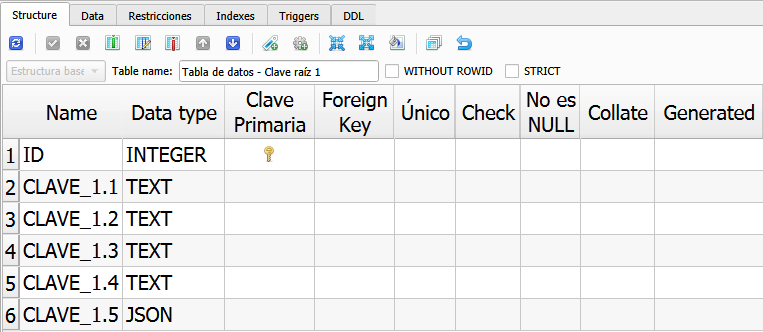 Structure Data Restricciones Indexes Triggers DDL
Estructura base Table name: Tabla de datos - Clave raíz 1 WITHOUT ROWID STRICT
Name Data type Clave Primaria Foreign Key Único Check No es NULL Collate Generated
1 ID INTEGER
2 CLAVE_1.1 TEXT
3 CLAVE_1.2 TEXT
4 CLAVE_1.3 TEXT
5 CLAVE_1.4 TEXT
6 CLAVE_1.5 JSON